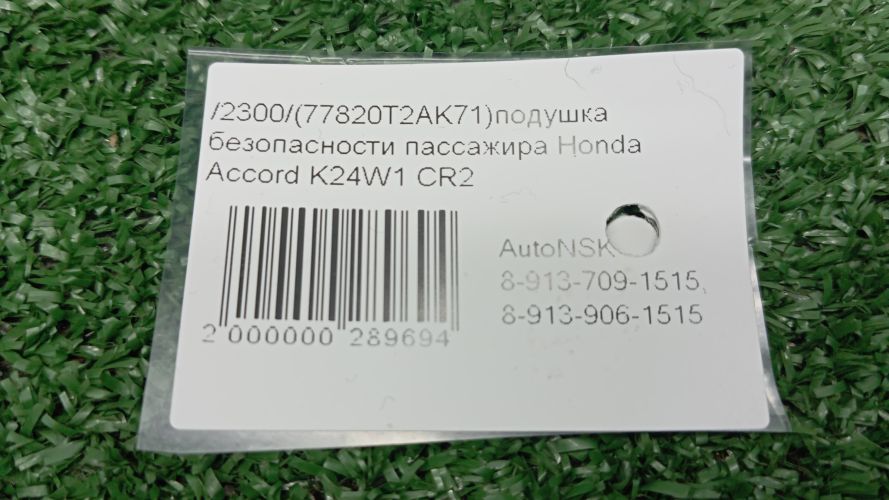 /2300/(77820T2AK71)подушка
безопасности пассажира Honda
Accord K24W1 CR2
AutoNSK
8-913-709-1515,
8-913-906-1515
2 000000 289694